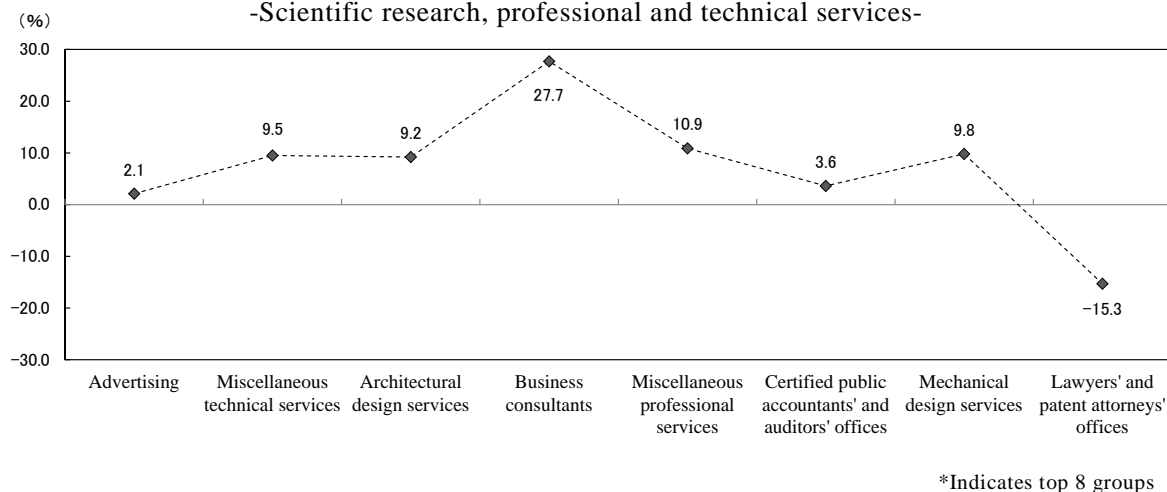 -Scientific research, professional and technical services-
（%）
30.0
20.0
10.0
0.0
−10.0
−20.0
−30.0
2.1
9.5
9.2
27.7
10.9
3.6
9.8
−15.3
Advertising
Miscellaneous
technical services
Architectural
design services
Business
consultants
Miscellaneous
professional
services
Certified public
accountants' and
auditors' offices
Mechanical
design services
Lawyers' and
patent attorneys'
offices
*Indicates top 8 groups